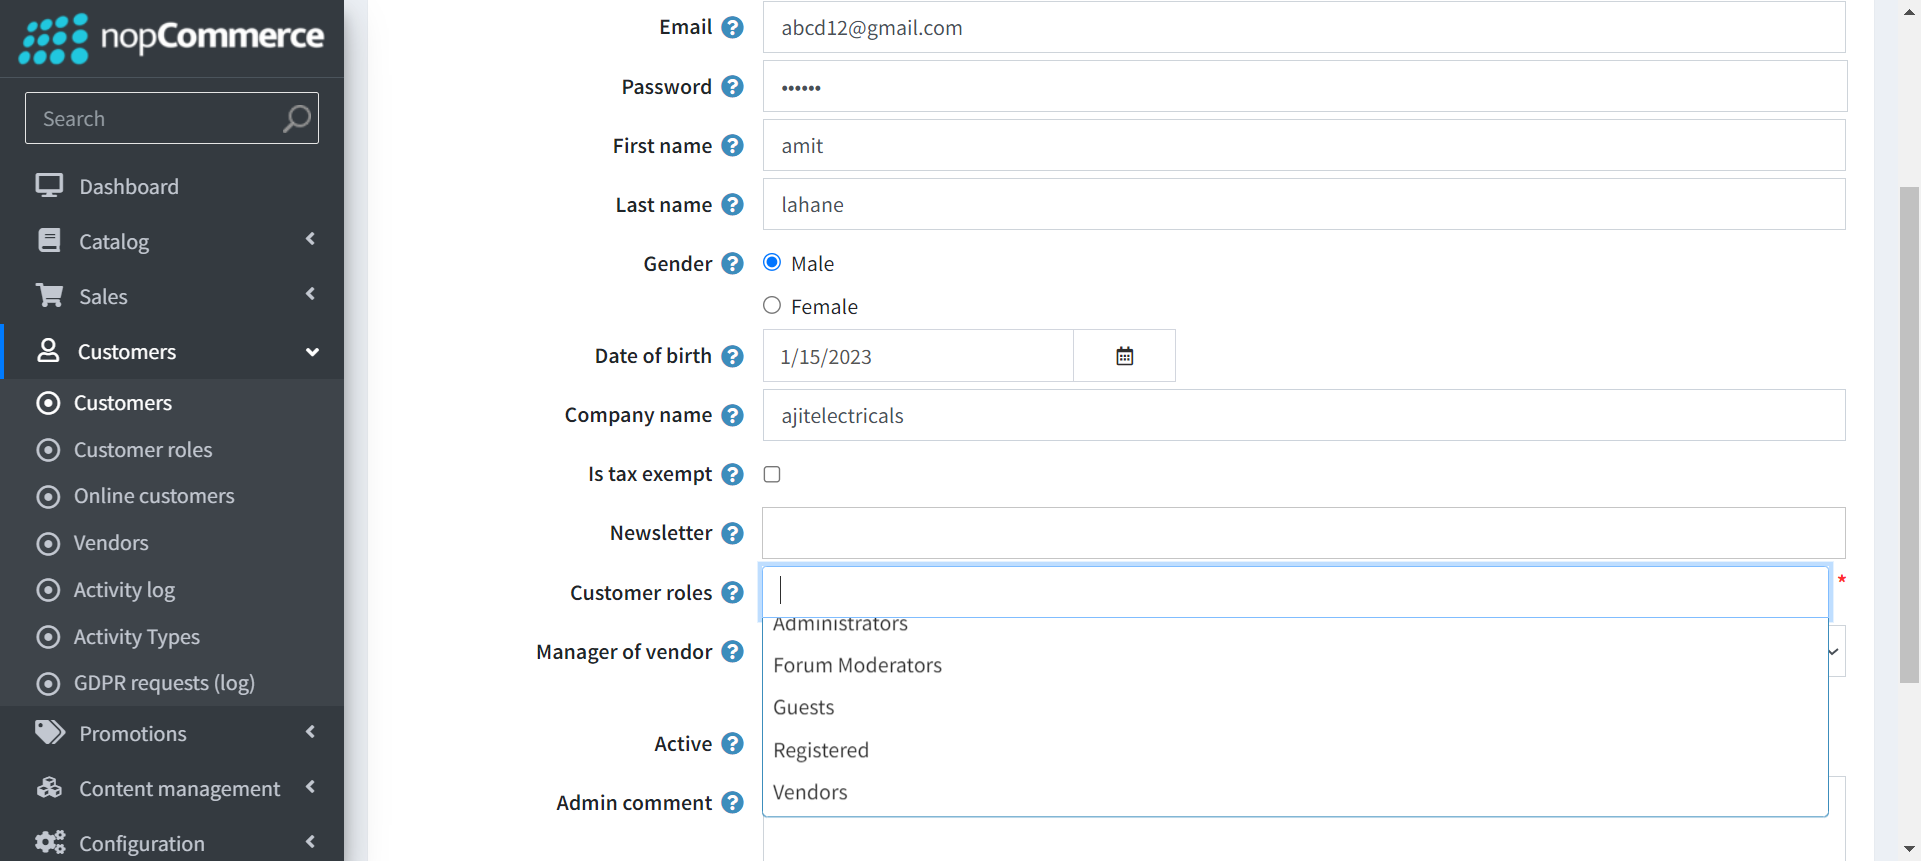 nopCommerce
Search
Dashboard
Catalog
Sales
Customers
Customers
Customer roles
Online customers
Vendors
Activity log
Activity Types
GDPR requests (log)
Promotions
Content management
Configuration
Email ? abcd12@gmail.com
Password ? ••••••
First name ? amit
Last name ? lahane
Gender ? Male
Female
Date of birth ? 1/15/2023
Company name ? ajitelectricals
Is tax exempt ?
Newsletter ?
Customer roles ? *
Administrators
Manager of vendor ?
Forum Moderators
Guests
Active ?
Registered
Vendors
Admin comment ?